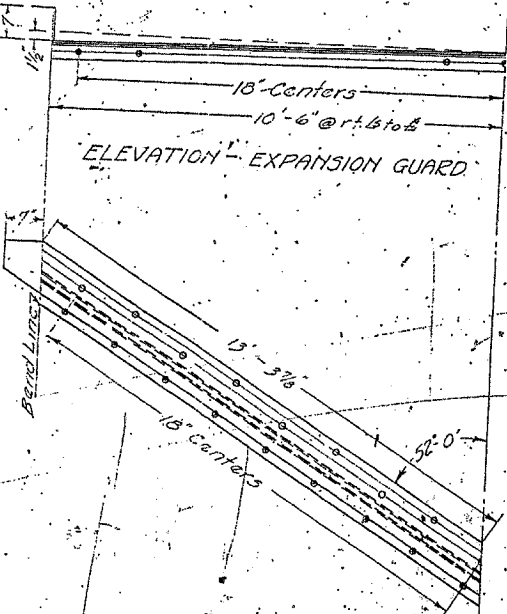 7"
1½"
18"-Centers
10'-6" @ rt. ∠s to ℄
ELEVATION - EXPANSION GUARD
7"
Bend Line
13'-3⅞"
18" Centers
52°-0'